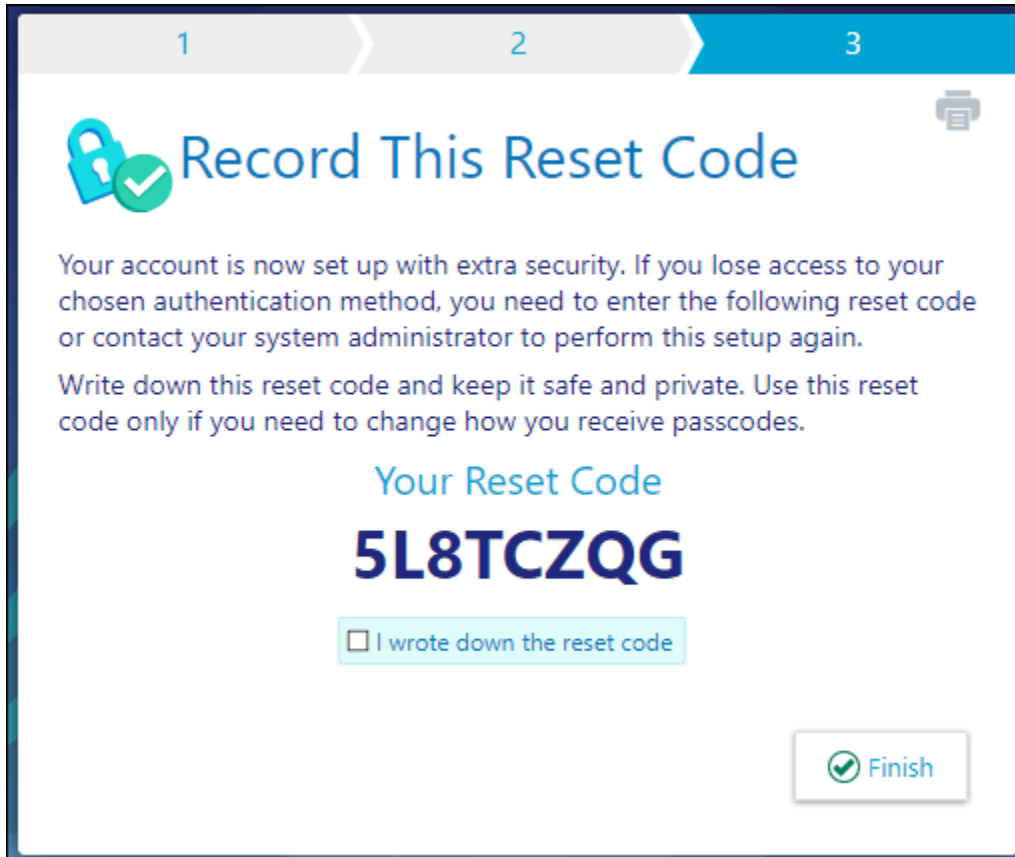 1 2 3
Record This Reset Code
Your account is now set up with extra security. If you lose access to your
chosen authentication method, you need to enter the following reset code
or contact your system administrator to perform this setup again.
Write down this reset code and keep it safe and private. Use this reset
code only if you need to change how you receive passcodes.
Your Reset Code
5L8TCZQG
I wrote down the reset code
Finish